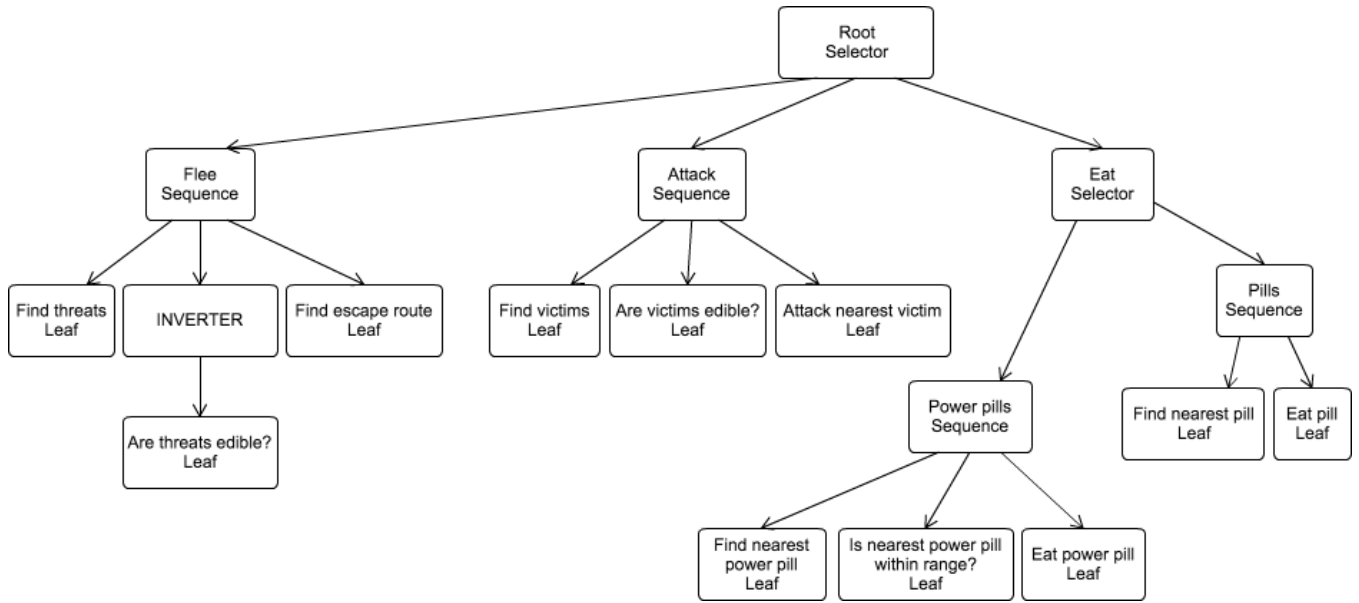 Root
Selector
Flee
Sequence
Attack
Sequence
Eat
Selector
Find threats
Leaf
INVERTER
Find escape route
Leaf
Find victims
Leaf
Are victims edible?
Leaf
Attack nearest victim
Leaf
Pills
Sequence
Are threats edible?
Leaf
Power pills
Sequence
Find nearest pill
Leaf
Eat pill
Leaf
Find nearest
power pill
Leaf
Is nearest power pill
within range?
Leaf
Eat power pill
Leaf